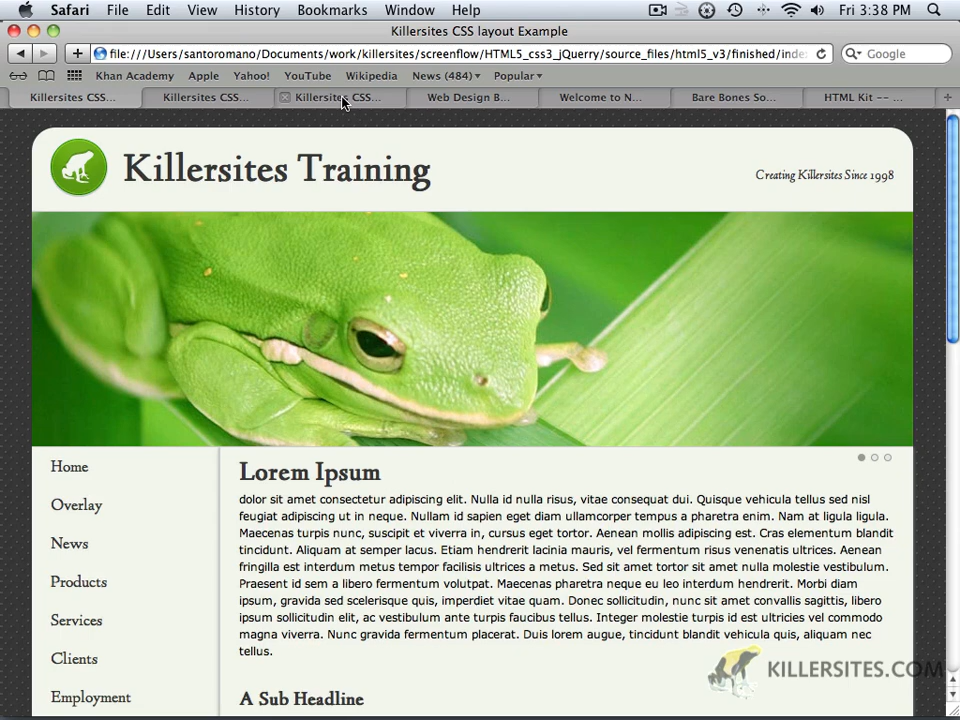 Safari File Edit View History Bookmarks Window Help Fri 3:38 PM
Killersites CSS layout Example
file:///Users/santoromano/Documents/work/killersites/screenflow/HTML5_css3_jQuerry/source_files/html5_v3/finished/inde
Google
Khan Academy Apple Yahoo! YouTube Wikipedia News (484) Popular
Killersites CSS... Killersites CSS... Killersites CSS... Web Design B... Welcome to N... Bare Bones So... HTML Kit -- ...
Killersites Training
Creating Killersites Since 1998
Home
Overlay
News
Products
Services
Clients
Employment
Lorem Ipsum
dolor sit amet consectetur adipiscing elit. Nulla id nulla risus, vitae consequat dui. Quisque vehicula tellus sed nisl
feugiat adipiscing ut in neque. Nullam id sapien eget diam ullamcorper tempus a pharetra enim. Nam at ligula ligula.
Maecenas turpis nunc, suscipit et viverra in, cursus eget tortor. Aenean mollis adipiscing est. Cras elementum blandit
tincidunt. Aliquam at semper lacus. Etiam hendrerit lacinia mauris, vel fermentum risus venenatis ultrices. Aenean
fringilla est interdum metus tempor facilisis ultrices a metus. Sed sit amet tortor sit amet nulla molestie vestibulum.
Praesent id sem a libero fermentum volutpat. Maecenas pharetra neque eu leo interdum hendrerit. Morbi diam
ipsum, gravida sed scelerisque quis, imperdiet vitae quam. Donec sollicitudin, nunc sit amet convallis sagittis, libero
ipsum sollicitudin elit, ac vestibulum ante turpis faucibus tellus. Integer molestie turpis id est ultricies vel commodo
magna viverra. Nunc gravida fermentum placerat. Duis lorem augue, tincidunt blandit vehicula quis, aliquam nec
tellus.
A Sub Headline
KILLERSITES.COM